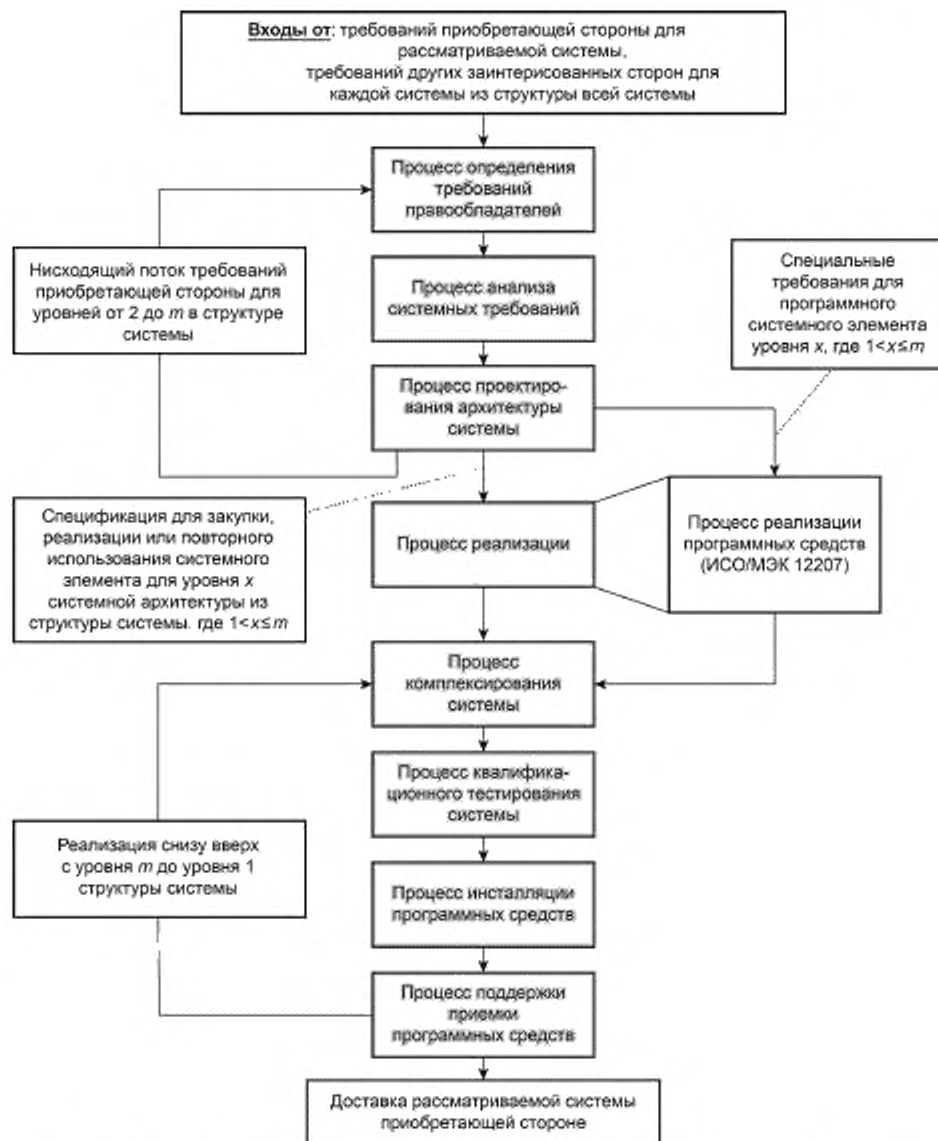 Входы от: требований приобретающей стороны для
рассматриваемой системы,
требований других заинтерисованных сторон для
каждой системы из структуры всей системы
Процесс определения
требований
правообладателей
Нисходящий поток требований
приобретающей стороны для
уровней от 2 до m в структуре
системы
Процесс анализа
системных требований
Специальные
требования для
программного
системного элемента
уровня x, где 1<x≤m
Процесс проектиро-
вания архитектуры
системы
Спецификация для закупки,
реализации или повторного
использования системного
элемента для уровня x
системной архитектуры из
структуры системы. где 1<x≤m
Процесс реализации
Процесс реализации
программных средств
(ИСО/МЭК 12207)
Процесс
комплексирования
системы
Процесс квалифика-
ционного тестирования
системы
Реализация снизу вверх
с уровня m до уровня 1
структуры системы
Процесс инсталляции
программных средств
Процесс поддержки
приемки
программных средств
Доставка рассматриваемой системы
приобретающей стороне